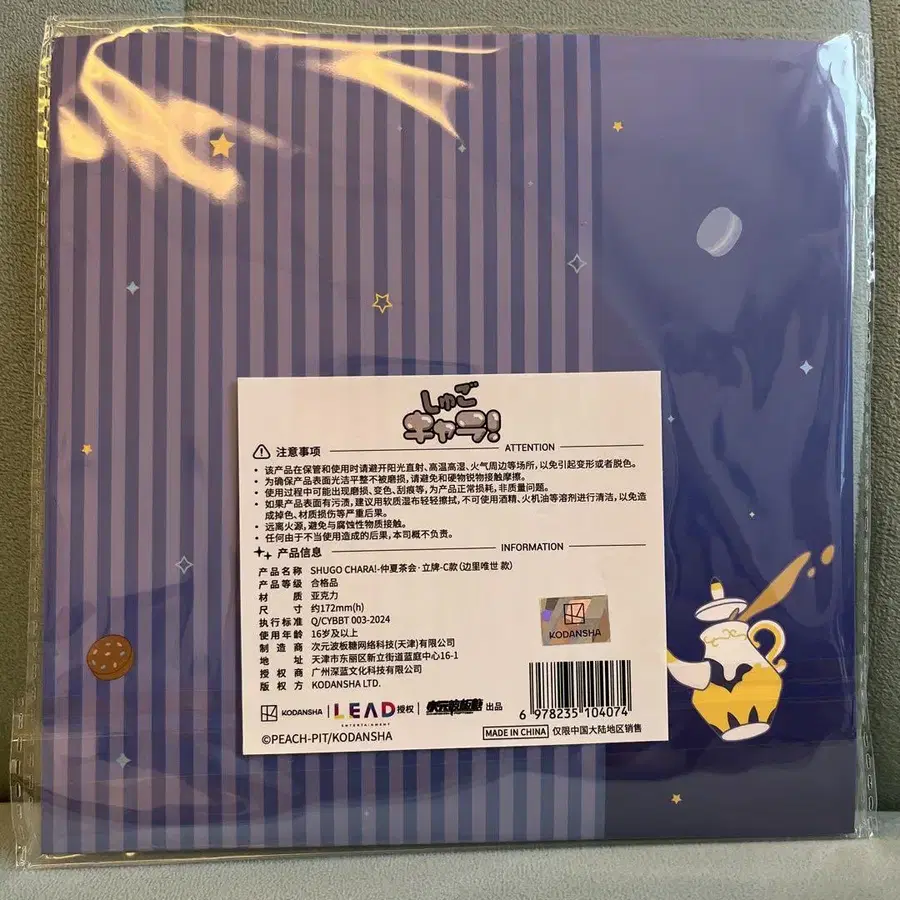 しゅご
キャラ!
注意事项 ATTENTION
• 该产品在保管和使用时请避开阳光直射、高温高湿、火气周边等场所,以免引起变形或者脱色。
• 为确保产品表面光洁平整不被磨损,请避免和硬物锐物接触摩擦。
• 使用过程中可能出现磨损、变色、刮痕等,为产品正常损耗,非质量问题。
• 如果产品表面有污渍,建议用软质湿布轻轻擦拭,不可使用酒精、火机油等溶剂进行清洁,以免造
成掉色、材质损伤等严重后果。
• 远离火源,避免与腐蚀性物质接触。
• 任何由于不当使用造成的后果,本司概不负责。
产品信息 INFORMATION
产品名称 SHUGO CHARA!-仲夏茶会·立牌-C款(边里唯世 款)
产品等级 合格品
材质 亚克力
尺寸 约172mm(h)
执行标准 Q/CYBBT 003-2024
使用年龄 16岁及以上
制造商 次元波板糖网络科技(天津)有限公司
地址 天津市东丽区新立街道蓝庭中心16-1
授权商 广州深蓝文化科技有限公司
版权方 KODANSHA LTD.
KODANSHA
KODANSHA LEAD授权 次元波板糖 出品
ENTERTAINMENT
©PEACH-PIT/KODANSHA
6 978235 104074
MADE IN CHINA 仅限中国大陆地区销售